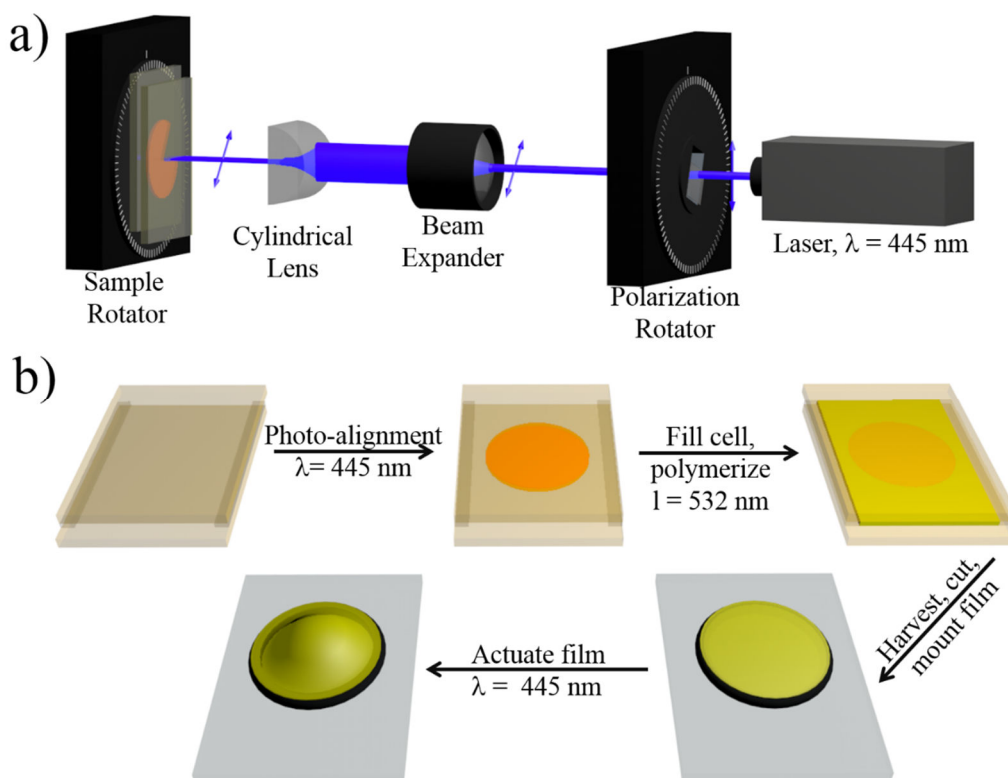 a)
Sample
Rotator
Cylindrical
Lens
Beam
Expander
Polarization
Rotator
Laser, λ = 445 nm
b)
Photo-alignment
λ= 445 nm
Fill cell,
polymerize
l = 532 nm
Harvest, cut,
mount film
Actuate film
λ = 445 nm